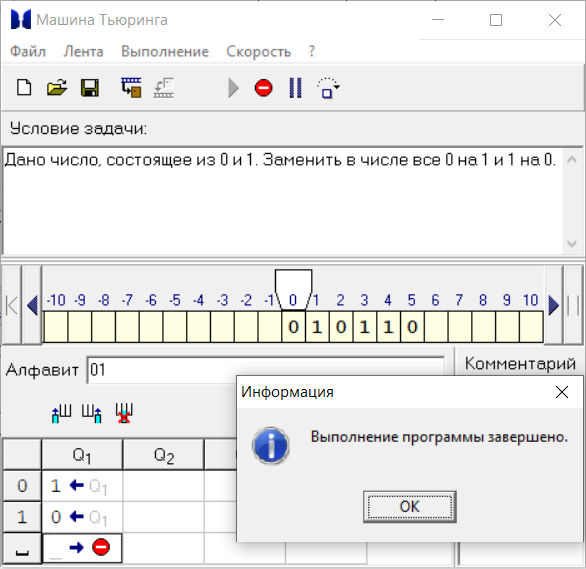 Машина Тьюринга
Файл Лента Выполнение Скорость ?
Условие задачи:
Дано число, состоящее из 0 и 1. Заменить в числе все 0 на 1 и 1 на 0.
-10 -9 -8 -7 -6 -5 -4 -3 -2 -1 0 1 2 3 4 5 6 7 8 9 10
0 1 0 1 1 0
Алфавит 01
Комментарий
Информация
Выполнение программы завершено.
OK
Q1 Q2
0 1 ← Q1
1 0 ← Q1
_ →